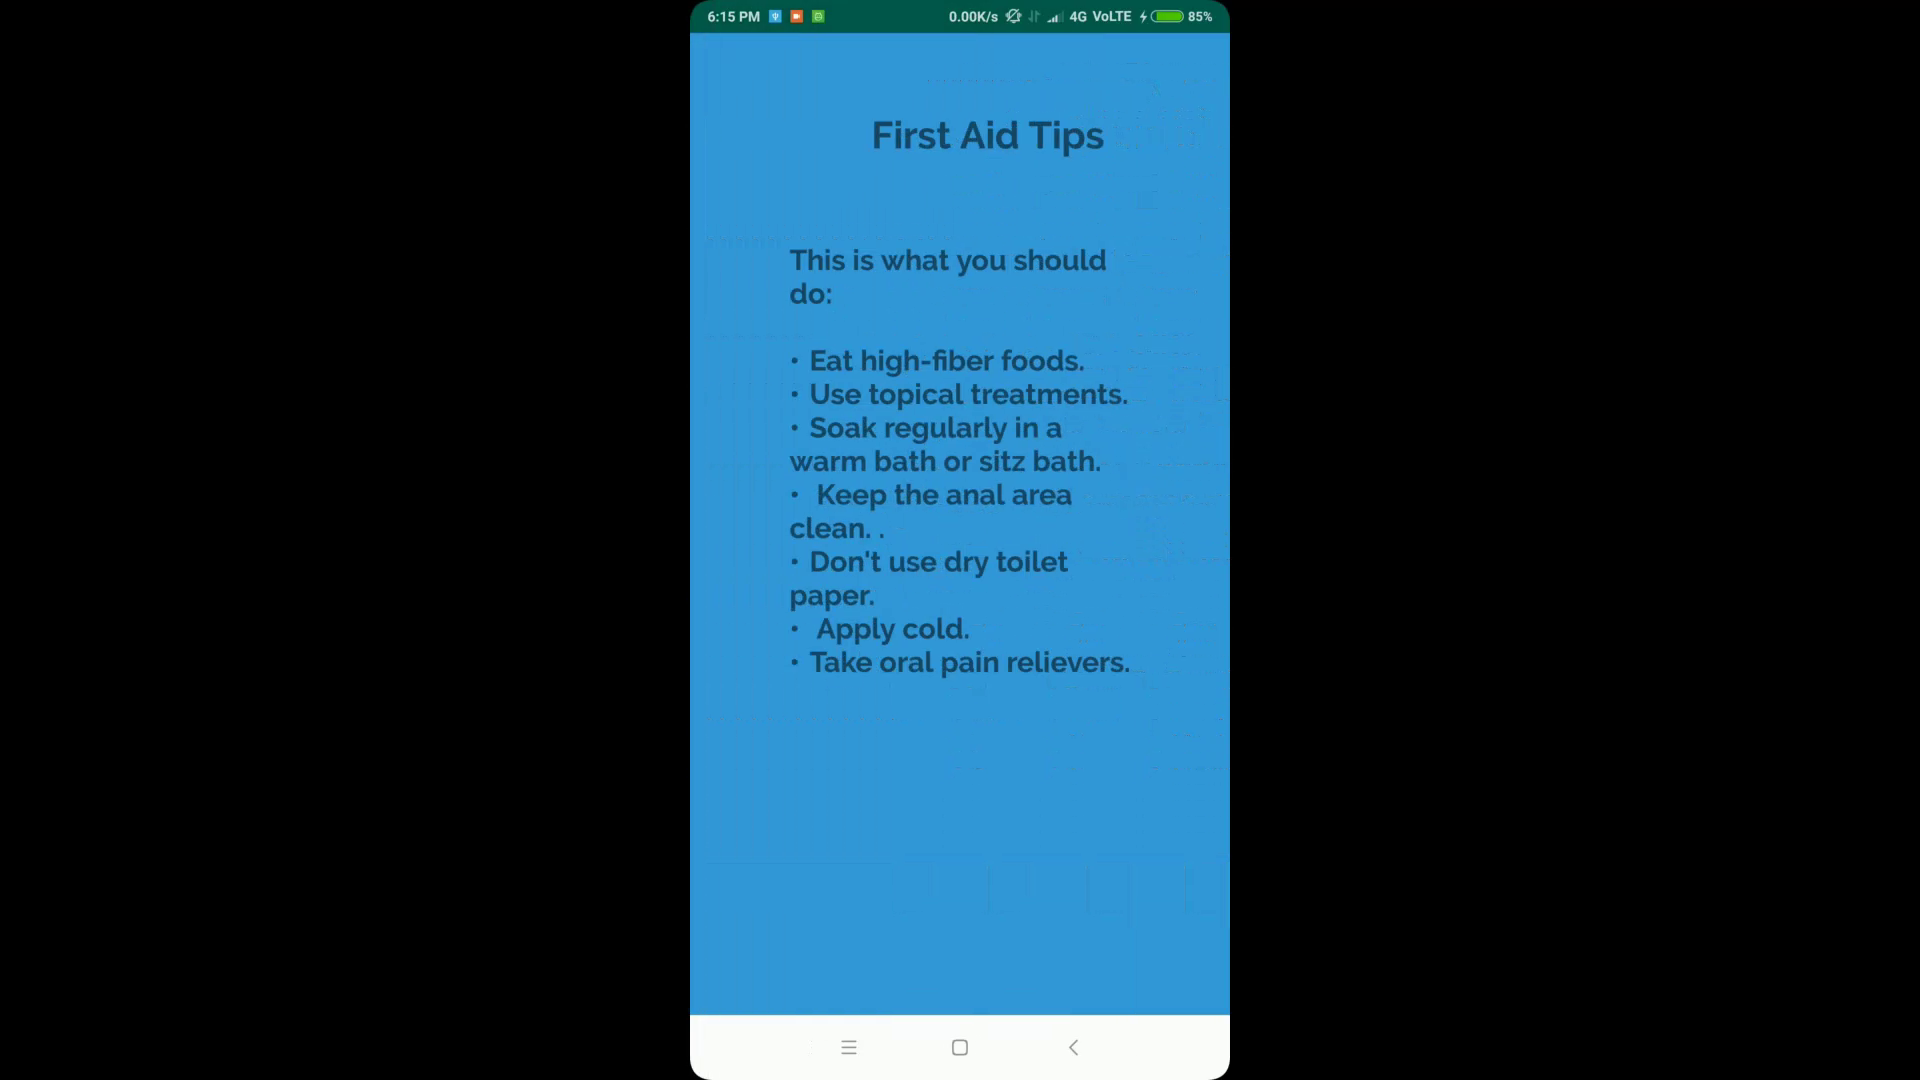 6:15 PM 0.00K/s 4G VoLTE 85%
First Aid Tips
This is what you should
do:
• Eat high-fiber foods.
• Use topical treatments.
• Soak regularly in a
warm bath or sitz bath.
•  Keep the anal area
clean. .
• Don't use dry toilet
paper.
•  Apply cold.
• Take oral pain relievers.